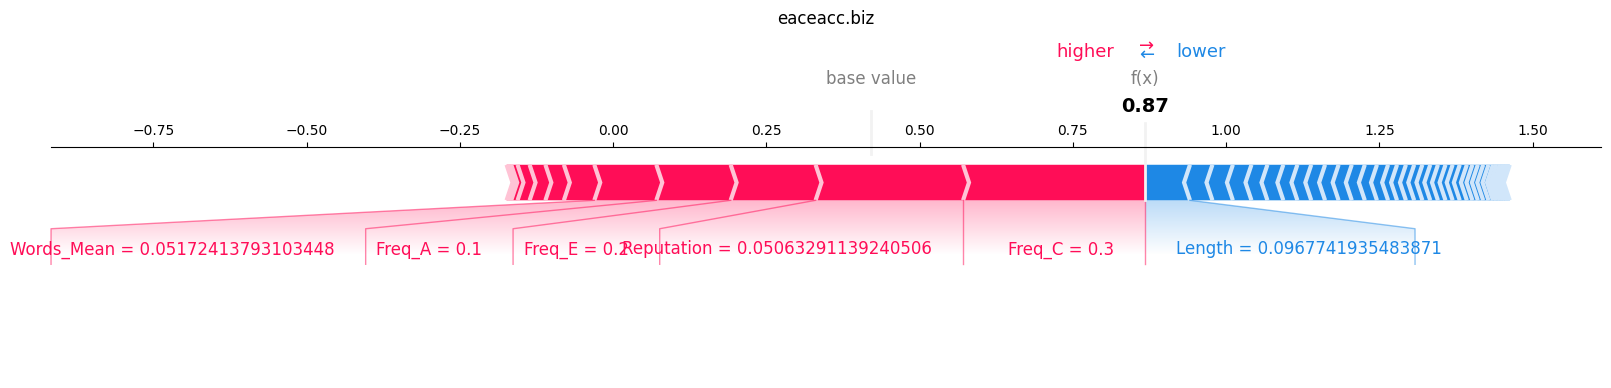 eaceacc.biz
higher → ← lower
base value f(x)
0.87
−0.75 −0.50 −0.25 0.00 0.25 0.50 0.75 1.00 1.25 1.50
Words_Mean = 0.05172413793103448 Freq_A = 0.1 Freq_E = 0.2 Reputation = 0.05063291139240506 Freq_C = 0.3 Length = 0.0967741935483871